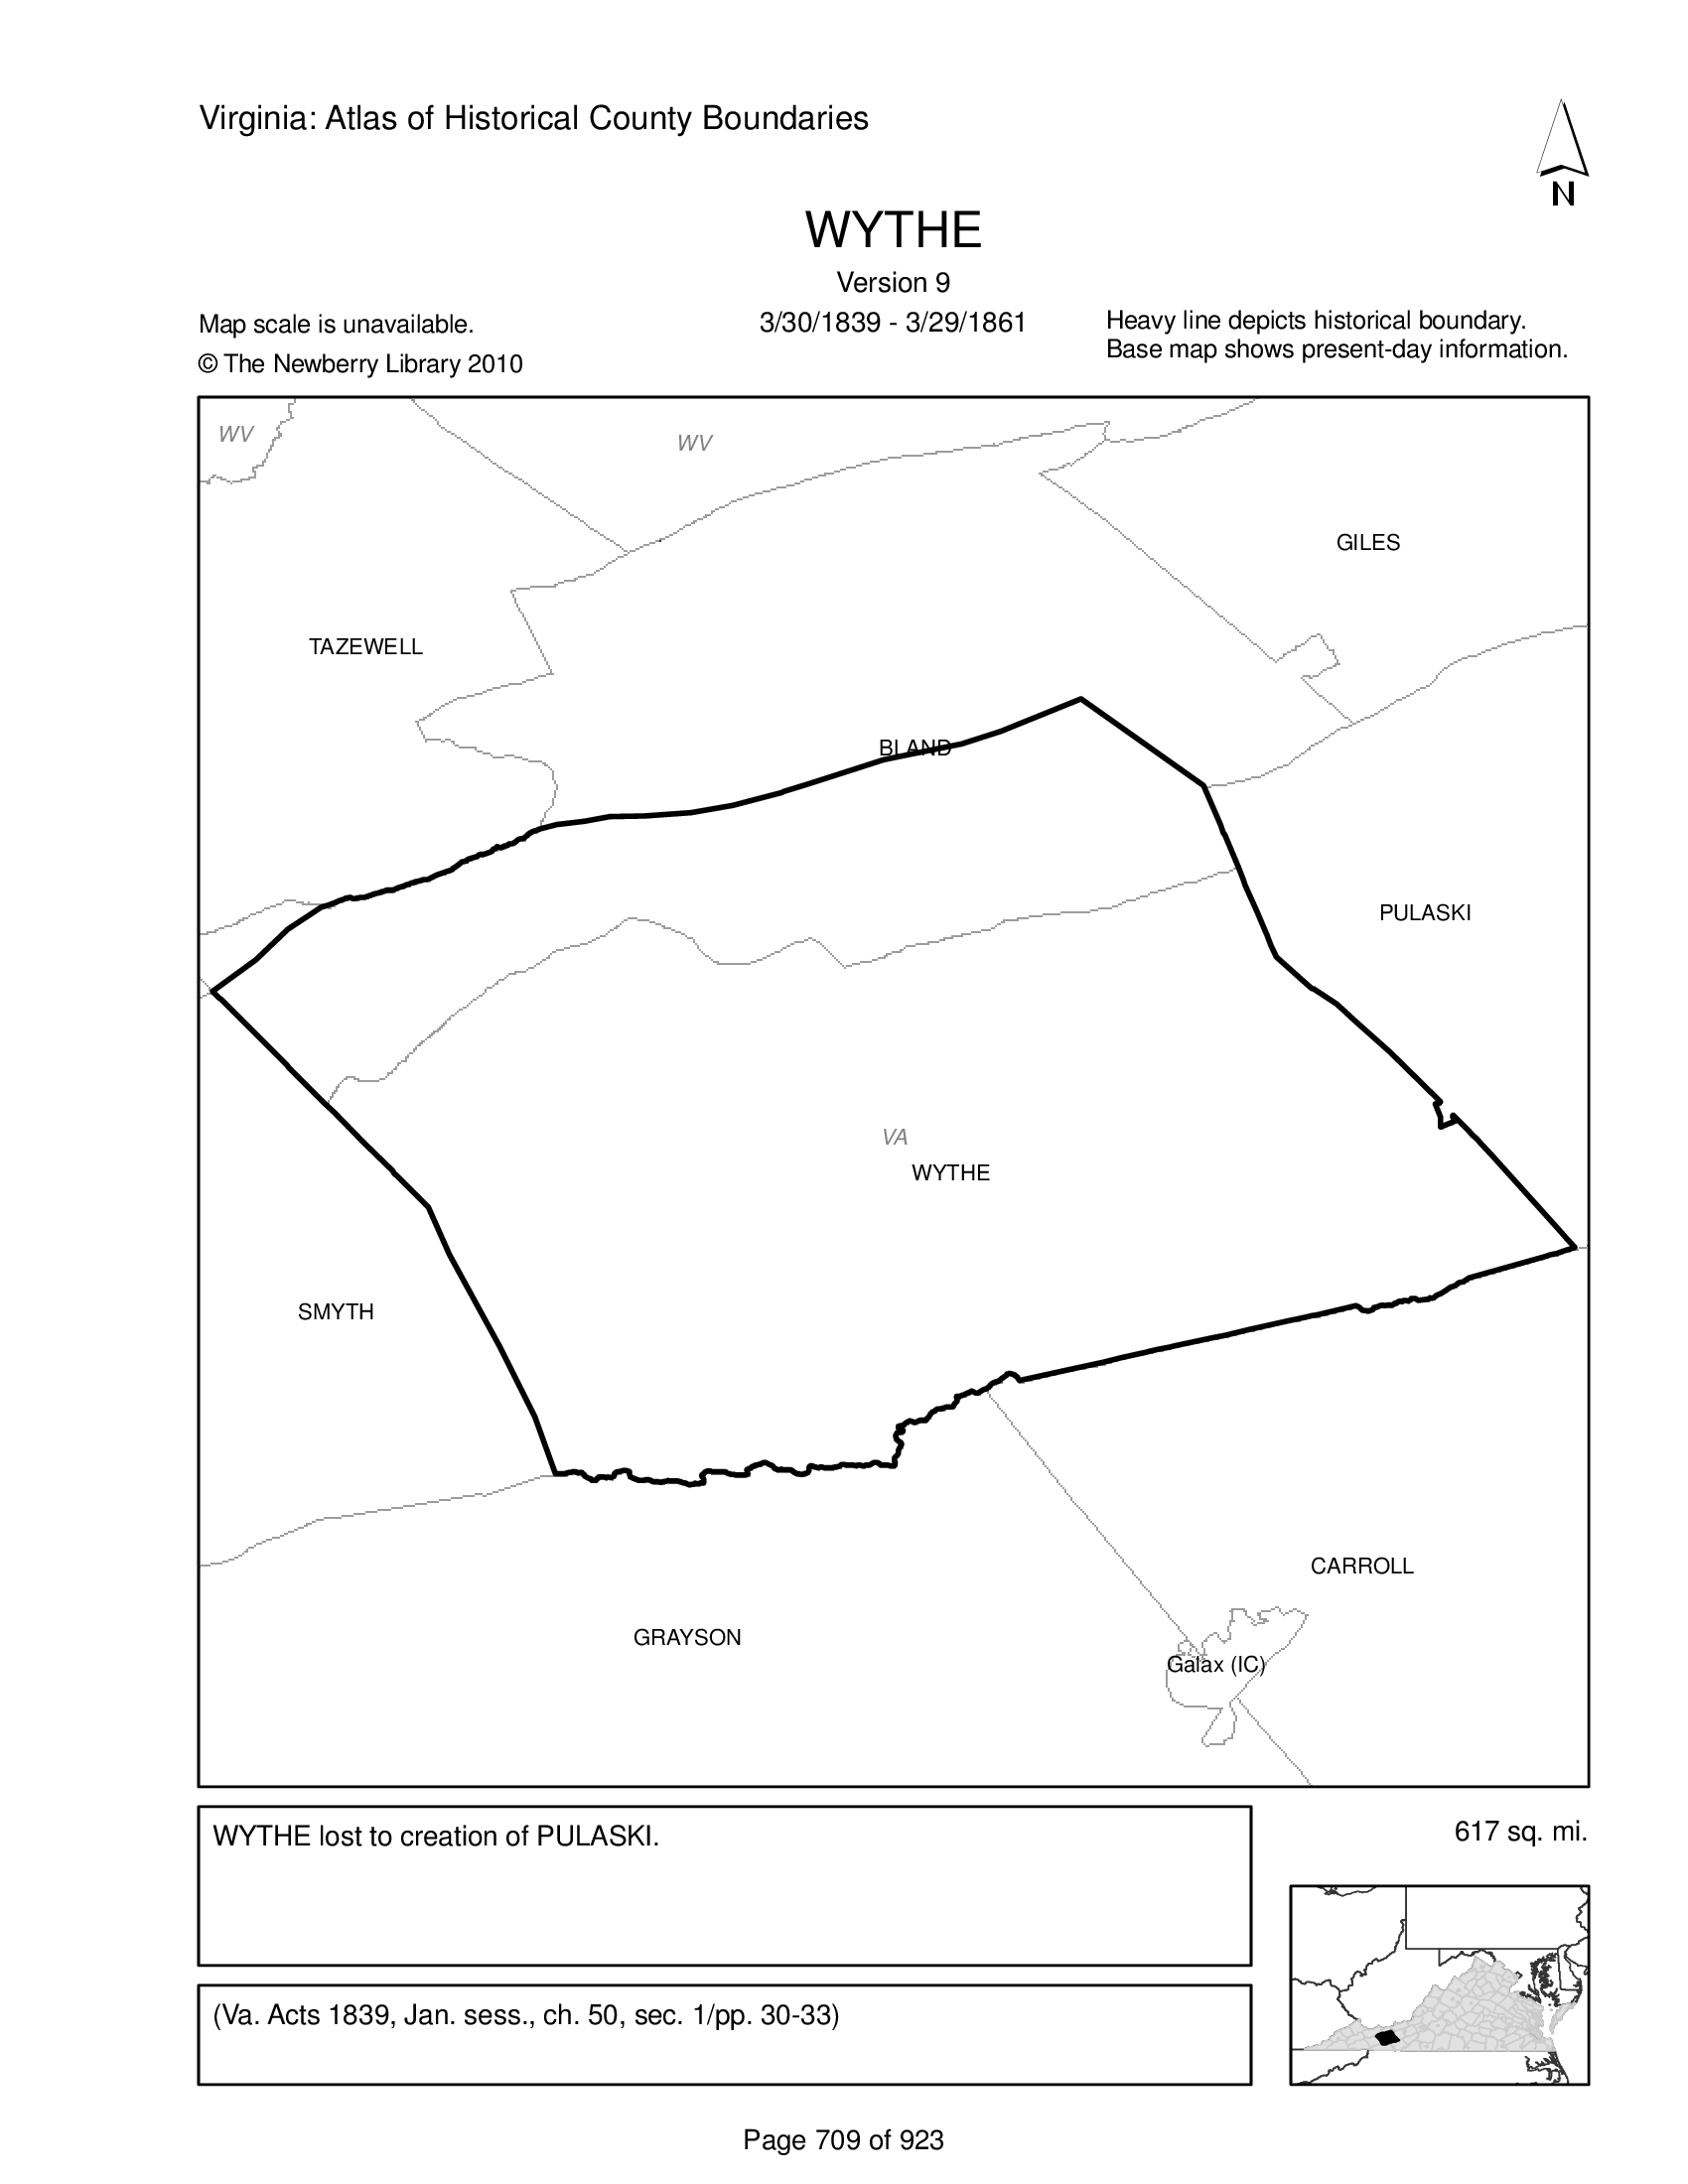 Virginia: Atlas of Historical County Boundaries
N
WYTHE
Version 9
3/30/1839 - 3/29/1861
Map scale is unavailable.
© The Newberry Library 2010
Heavy line depicts historical boundary.
Base map shows present-day information.
WV
WV
GILES
TAZEWELL
BLAND
PULASKI
VA
WYTHE
SMYTH
CARROLL
GRAYSON
Galax (IC)
WYTHE lost to creation of PULASKI.
617 sq. mi.
(Va. Acts 1839, Jan. sess., ch. 50, sec. 1/pp. 30-33)
Page 709 of 923